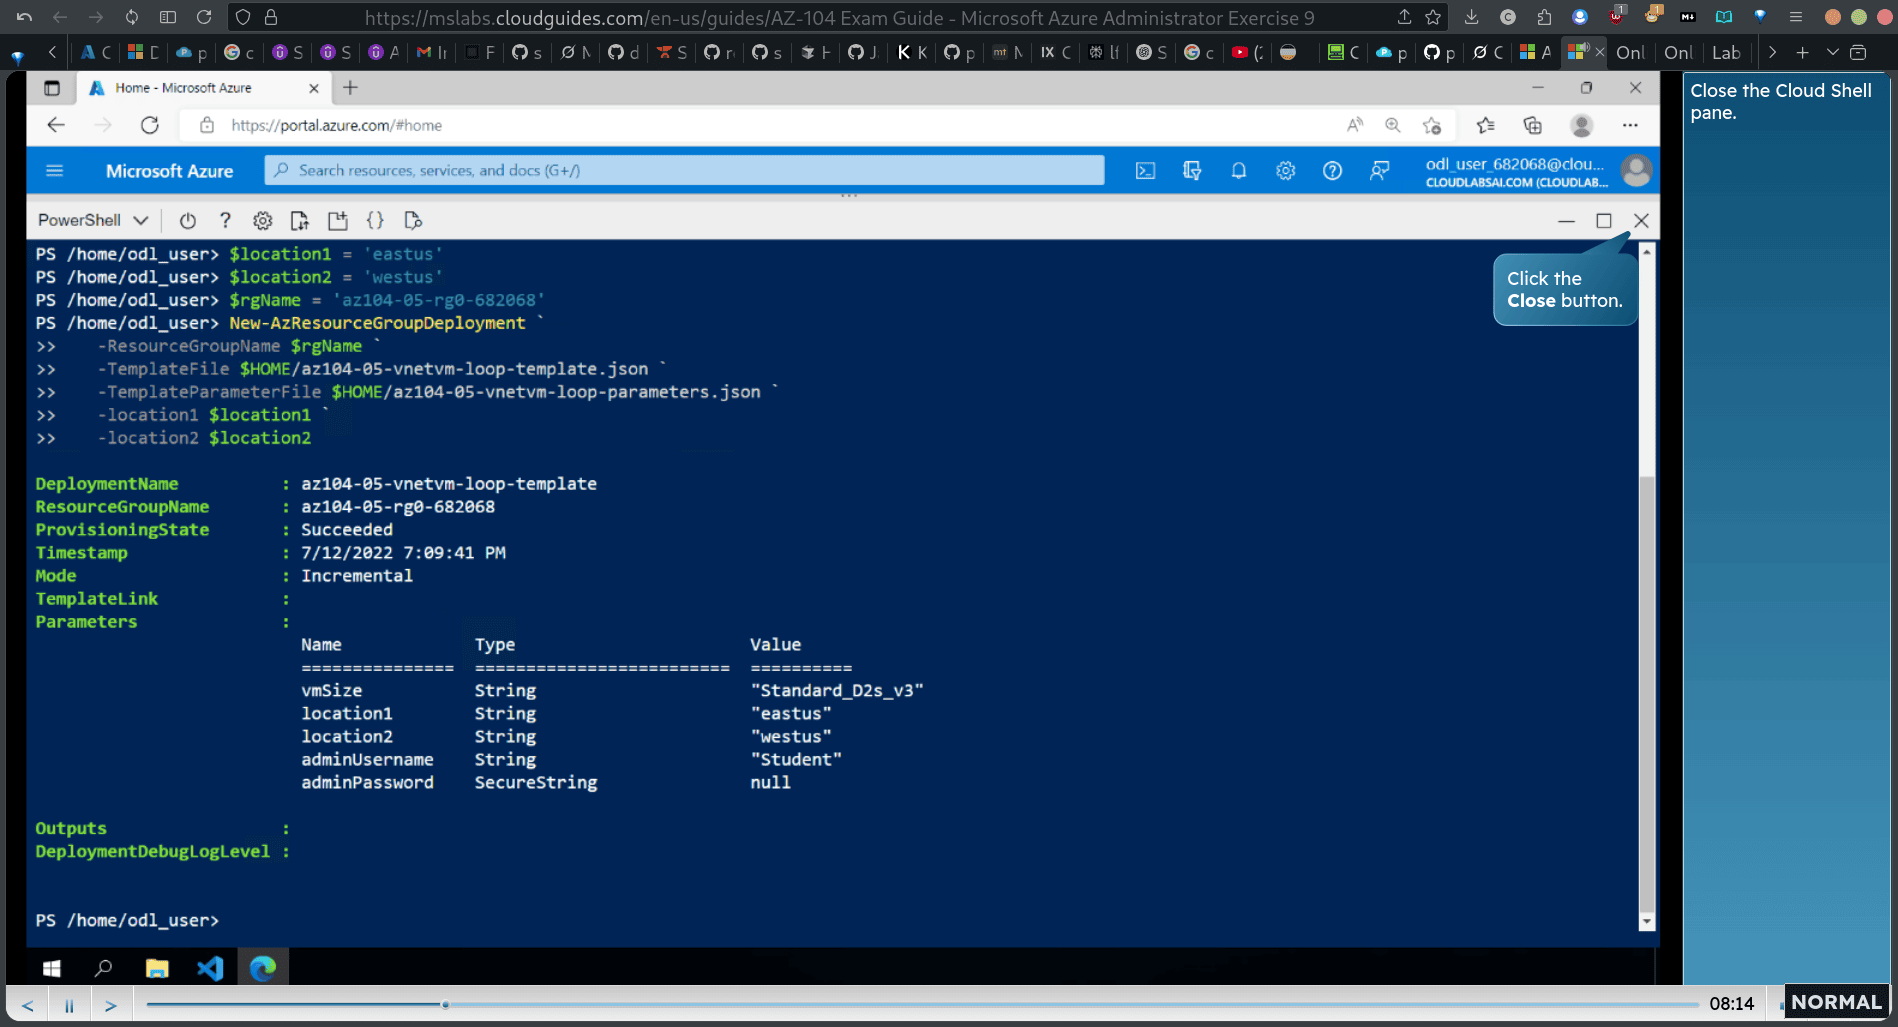 https://mslabs.cloudguides.com/en-us/guides/AZ-104 Exam Guide - Microsoft Azure Administrator Exercise 9
Onl
Onl
Lab
Home - Microsoft Azure
https://portal.azure.com/#home
Microsoft Azure
Search resources, services, and docs (G+/)
odl_user_682068@clou...
CLOUDLABSAI.COM (CLOUDLAB...
PowerShell
PS /home/odl_user> $location1 = 'eastus'
PS /home/odl_user> $location2 = 'westus'
PS /home/odl_user> $rgName = 'az104-05-rg0-682068'
PS /home/odl_user> New-AzResourceGroupDeployment `
>> -ResourceGroupName $rgName `
>> -TemplateFile $HOME/az104-05-vnetvm-loop-template.json `
>> -TemplateParameterFile $HOME/az104-05-vnetvm-loop-parameters.json `
>> -location1 $location1 `
>> -location2 $location2
DeploymentName : az104-05-vnetvm-loop-template
ResourceGroupName : az104-05-rg0-682068
ProvisioningState : Succeeded
Timestamp : 7/12/2022 7:09:41 PM
Mode : Incremental
TemplateLink :
Parameters :
Name Type Value
=============== ========================= ==========
vmSize String "Standard_D2s_v3"
location1 String "eastus"
location2 String "westus"
adminUsername String "Student"
adminPassword SecureString null
Outputs :
DeploymentDebugLogLevel :
PS /home/odl_user>
Click the
Close button.
Close the Cloud Shell
pane.
08:14
NORMAL